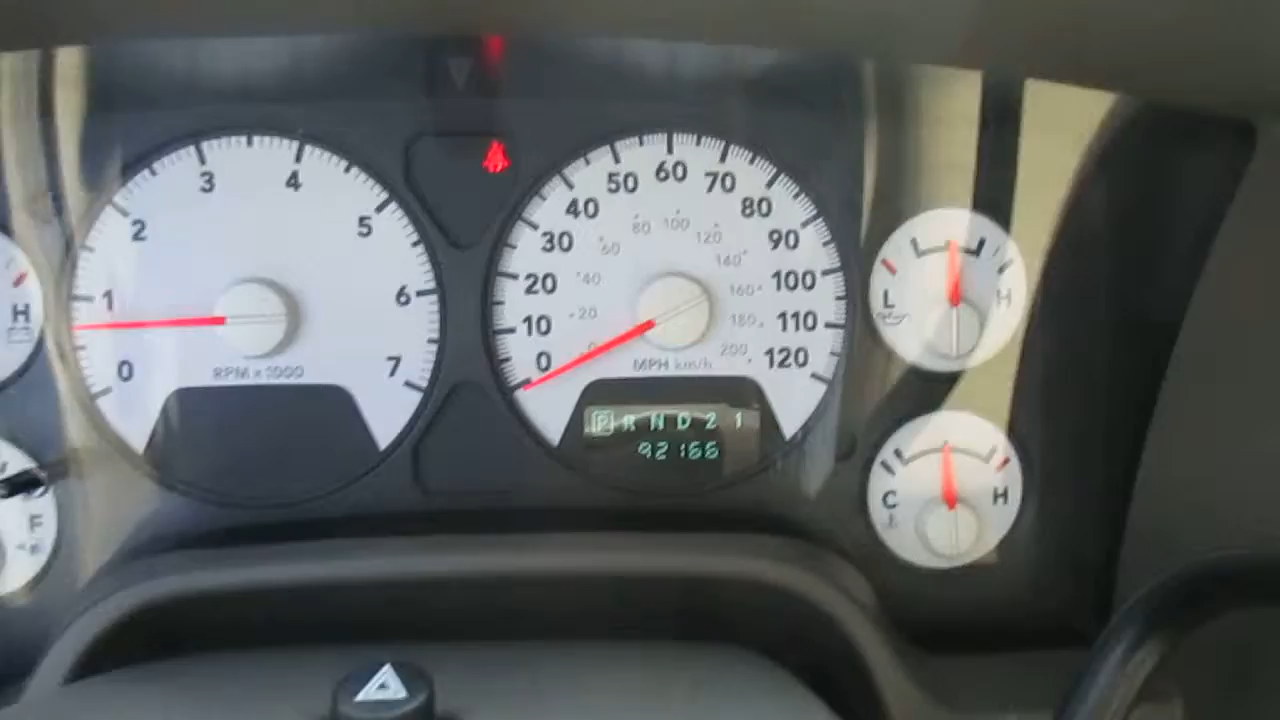 0 1 2 3 4 5 6 7
RPM x 1000
0 10 20 30 40 50 60 70 80 90 100 110 120
0 20 40 60 80 100 120 140 160 180 200
MPH km/h
P R N D 2 1
92166
H
F
L H
C H